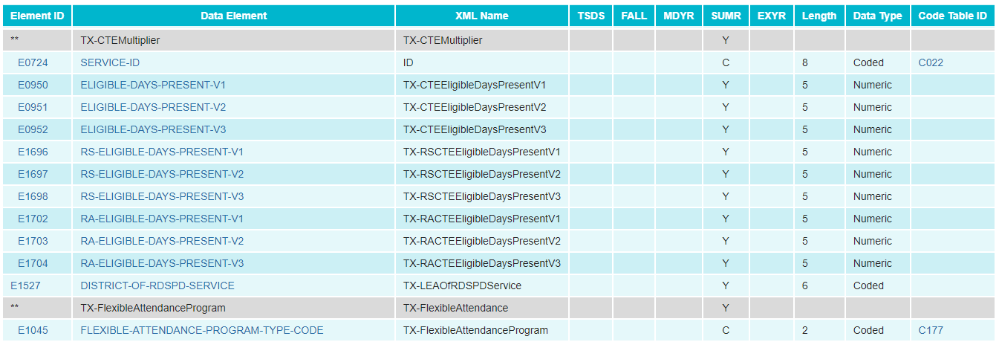 Element ID Data Element XML Name TSDS FALL MDYR SUMR EXYR Length Data Type Code Table ID
** TX-CTEMultiplier TX-CTEMultiplier Y
E0724 SERVICE-ID ID C 8 Coded C022
E0950 ELIGIBLE-DAYS-PRESENT-V1 TX-CTEEligibleDaysPresentV1 Y 5 Numeric
E0951 ELIGIBLE-DAYS-PRESENT-V2 TX-CTEEligibleDaysPresentV2 Y 5 Numeric
E0952 ELIGIBLE-DAYS-PRESENT-V3 TX-CTEEligibleDaysPresentV3 Y 5 Numeric
E1696 RS-ELIGIBLE-DAYS-PRESENT-V1 TX-RSCTEEligibleDaysPresentV1 Y 5 Numeric
E1697 RS-ELIGIBLE-DAYS-PRESENT-V2 TX-RSCTEEligibleDaysPresentV2 Y 5 Numeric
E1698 RS-ELIGIBLE-DAYS-PRESENT-V3 TX-RSCTEEligibleDaysPresentV3 Y 5 Numeric
E1702 RA-ELIGIBLE-DAYS-PRESENT-V1 TX-RACTEEligibleDaysPresentV1 Y 5 Numeric
E1703 RA-ELIGIBLE-DAYS-PRESENT-V2 TX-RACTEEligibleDaysPresentV2 Y 5 Numeric
E1704 RA-ELIGIBLE-DAYS-PRESENT-V3 TX-RACTEEligibleDaysPresentV3 Y 5 Numeric
E1527 DISTRICT-OF-RDSPD-SERVICE TX-LEAOfRDSPDService Y 6 Coded
** TX-FlexibleAttendanceProgram TX-FlexibleAttendance Y
E1045 FLEXIBLE-ATTENDANCE-PROGRAM-TYPE-CODE TX-FlexibleAttendanceProgram C 2 Coded C177